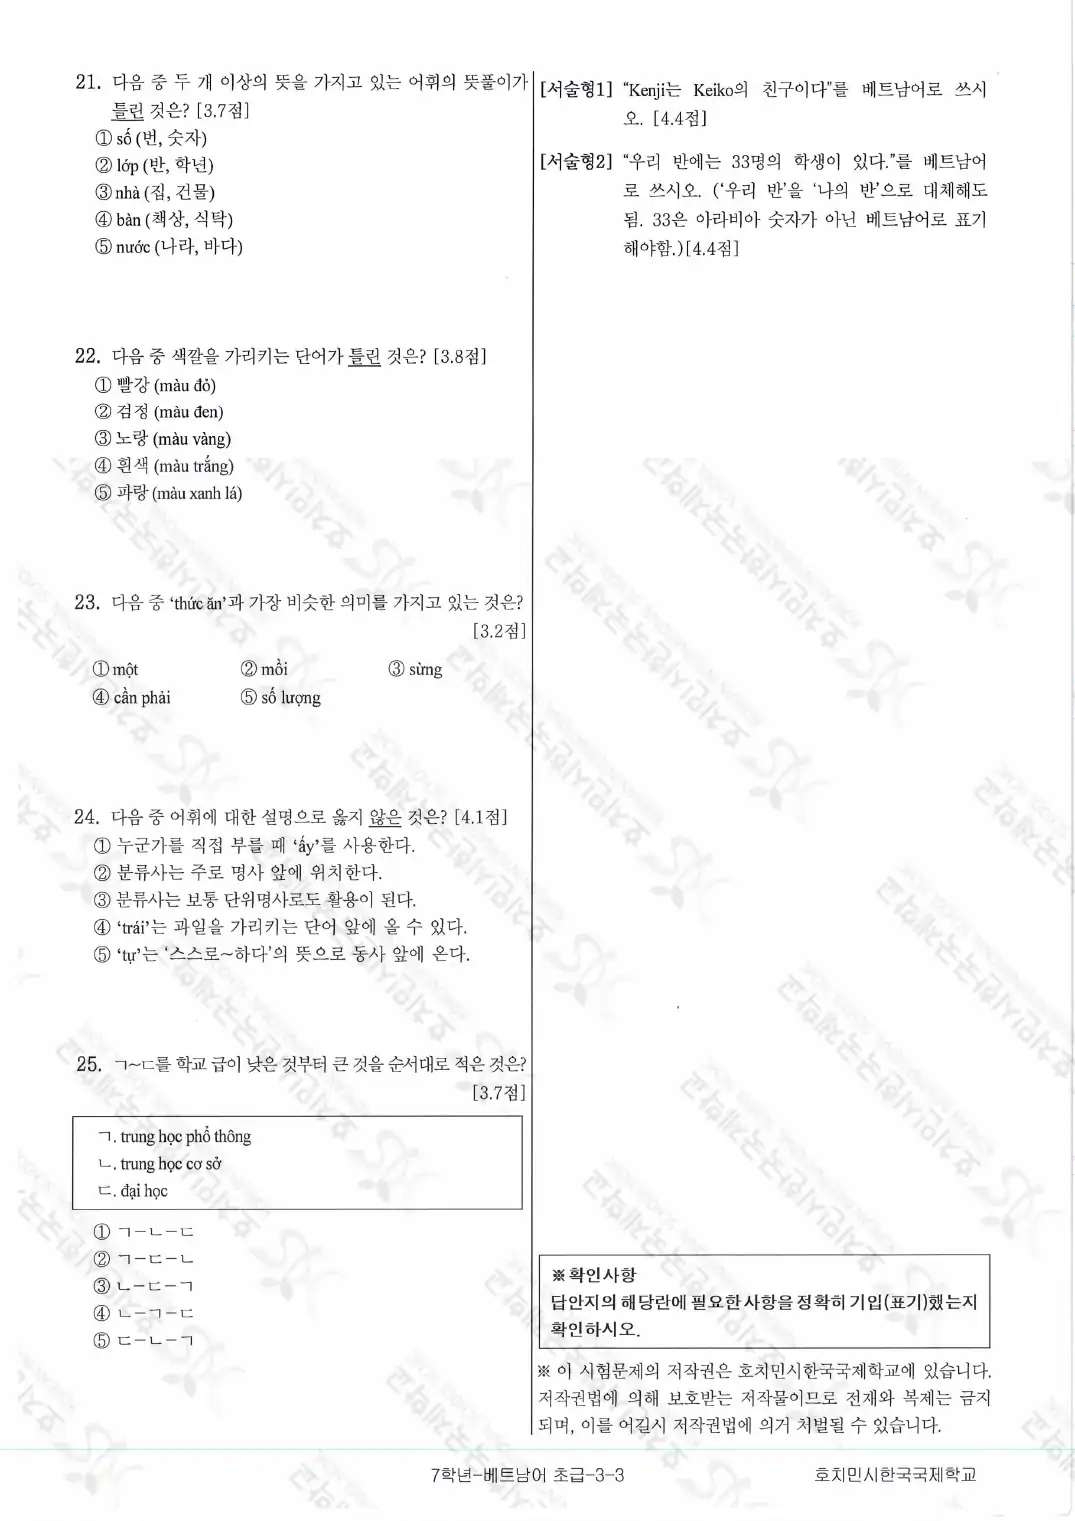 21. 다음 중 두 개 이상의 뜻을 가지고 있는 어휘의 뜻풀이가
틀린 것은? [3.7점]
① số (번, 숫자)
② lớp (반, 학년)
③ nhà (집, 건물)
④ bàn (책상, 식탁)
⑤ nước (나라, 바다)
22. 다음 중 색깔을 가리키는 단어가 틀린 것은? [3.8점]
① 빨강 (màu đỏ)
② 검정 (màu đen)
③ 노랑 (màu vàng)
④ 흰색 (màu trắng)
⑤ 파랑 (màu xanh lá)
23. 다음 중 ‘thức ăn’과 가장 비슷한 의미를 가지고 있는 것은?
[3.2점]
① một ② mồi ③ sừng
④ cần phải ⑤ số lượng
24. 다음 중 어휘에 대한 설명으로 옳지 않은 것은? [4.1점]
① 누군가를 직접 부를 때 ‘ấy’를 사용한다.
② 분류사는 주로 명사 앞에 위치한다.
③ 분류사는 보통 단위명사로도 활용이 된다.
④ ‘trái’는 과일을 가리키는 단어 앞에 올 수 있다.
⑤ ‘tự’는 ‘스스로~하다’의 뜻으로 동사 앞에 온다.
25. ㄱ~ㄷ를 학교 급이 낮은 것부터 큰 것을 순서대로 적은 것은?
[3.7점]
ㄱ. trung học phổ thông
ㄴ. trung học cơ sở
ㄷ. đại học
① ㄱ-ㄴ-ㄷ
② ㄱ-ㄷ-ㄴ
③ ㄴ-ㄷ-ㄱ
④ ㄴ-ㄱ-ㄷ
⑤ ㄷ-ㄴ-ㄱ
[서술형1] “Kenji는 Keiko의 친구이다”를 베트남어로 쓰시
오. [4.4점]
[서술형2] “우리 반에는 33명의 학생이 있다.”를 베트남어
로 쓰시오. (‘우리 반’을 ‘나의 반’으로 대체해도
됨. 33은 아라비아 숫자가 아닌 베트남어로 표기
해야함.)[4.4점]
※ 확인사항
답안지의 해당란에 필요한 사항을 정확히 기입(표기)했는지
확인하시오.
※ 이 시험문제의 저작권은 호치민시한국국제학교에 있습니다.
저작권법에 의해 보호받는 저작물이므로 전재와 복제는 금지
되며, 이를 어길시 저작권법에 의거 처벌될 수 있습니다.
7학년-베트남어 초급-3-3
호치민시한국국제학교